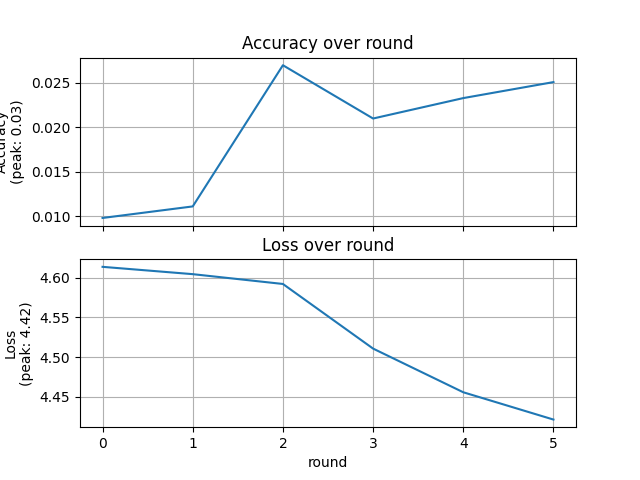 Accuracy over round
0.025
0.020
0.015
0.010
Accuracy
(peak: 0.03)
Loss over round
4.60
4.55
4.50
4.45
Loss
(peak: 4.42)
0 1 2 3 4 5
round